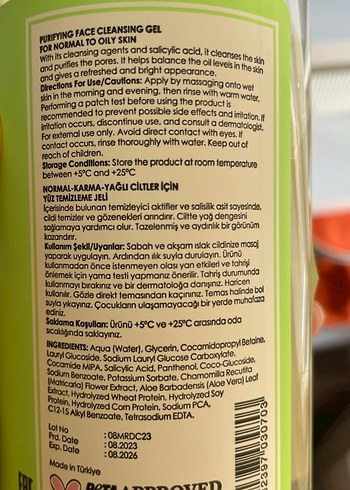 PURIFYING FACE CLEANSING GEL
FOR NORMAL TO OILY SKIN
With its cleansing agents and salicylic acid, it cleanses the skin
and purifies the pores. It helps balance the oil levels in the skin
and gives a refreshed and bright appearance.
Directions For Use/Cautions: Apply by massaging onto wet
skin in the morning and evening, then rinse with warm water.
Performing a patch test before using the product is
recommended to prevent possible side effects and irritation. If
irritation occurs, discontinue use, and consult a dermatologist.
For external use only. Avoid direct contact with eyes. If
contact occurs, rinse thoroughly with water. Keep out of
reach of children.
Storage Conditions: Store the product at room temperature
between +5°C and +25°C
NORMAL-KARMA-YAĞLI CİLTLER İÇİN
YÜZ TEMİZLEME JELİ
İçerisinde bulunan temizleyici aktifler ve salisilik asit sayesinde,
cildi temizler ve gözenekleri arındırır. Ciltte yağ dengesini
sağlamaya yardımcı olur. Tazelenmiş ve aydınlık bir görünüm
kazandırır.
Kullanım Şekli/Uyarılar: Sabah ve akşam ıslak cildinize masaj
yaparak uygulayın. Ardından ılık suyla durulayın. Ürünü
kullanmadan önce istenmeyen olası yan etkileri ve tahrişi
önlemek için yama testi yapmanız önerilir. Tahriş durumunda
kullanmayı bırakınız ve bir dermatoloğa danışınız. Haricen
kullanılır. Gözle direkt temasından kaçınınız. Temas halinde bol
suyla yıkayınız. Çocukların ulaşamayacağı bir yerde muhafaza
ediniz.
Saklama Koşulları: Ürünü +5°C ve +25°C arasında oda
sıcaklığında saklayınız.
INGREDIENTS: Aqua (Water), Glycerin, Cocamidopropyl Betaine,
Lauryl Glucoside, Sodium Lauryl Glucose Carboxylate,
Cocamide MIPA, Salicylic Acid, Panthenol, Coco-Glucoside,
Sodium Benzoate, Potassium Sorbate, Chamomilla Recutita
(Matricaria) Flower Extract, Aloe Barbadensis (Aloe Vera) Leaf
Extract, Hydrolyzed Wheat Protein, Hydrolyzed Soy
Protein, Hydrolyzed Corn Protein, Sodium PCA,
C12-15 Alkyl Benzoate, Tetrasodium EDTA.
Lot No : 08MRDC23
Prd. Date : 08.2023
Exp. Date : 08.2026
Made in Türkiye
PETA APPROVED